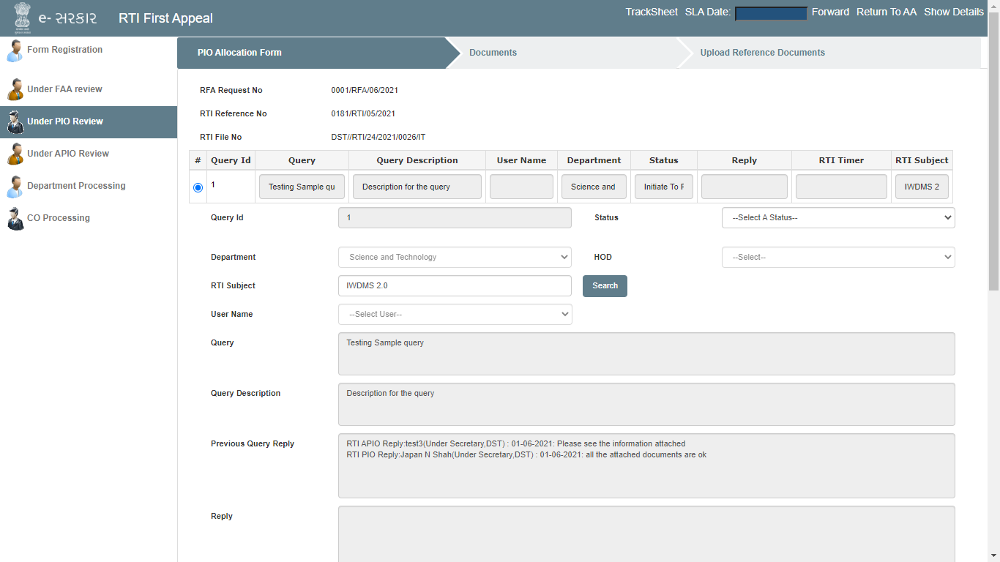 e- સરકાર RTI First Appeal TrackSheet SLA Date: Forward Return To AA Show Details
Form Registration
Under FAA review
Under PIO Review
Under APIO Review
Department Processing
CO Processing
PIO Allocation Form Documents Upload Reference Documents
RFA Request No 0001/RFA/06/2021
RTI Reference No 0181/RTI/05/2021
RTI File No DST//RTI/24/2021/0026/IT
# Query Id Query Query Description User Name Department Status Reply RTI Timer RTI Subject
1 Testing Sample qu Description for the query Science and Initiate To F IWDMS 2
Query Id 1 Status --Select A Status--
Department Science and Technology HOD --Select--
RTI Subject IWDMS 2.0 Search
User Name --Select User--
Query Testing Sample query
Query Description Description for the query
Previous Query Reply RTI APIO Reply:test3(Under Secretary,DST) : 01-06-2021: Please see the information attached
RTI PIO Reply:Japan N Shah(Under Secretary,DST) : 01-06-2021: all the attached documents are ok
Reply